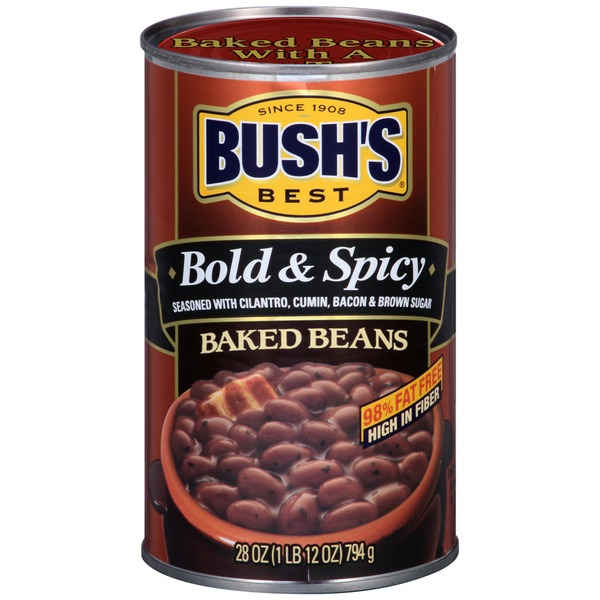 Baked Beans
With A
SINCE 1908
BUSH'S
BEST
®
Bold & Spicy
SEASONED WITH CILANTRO, CUMIN, BACON & BROWN SUGAR
BAKED BEANS
98% FAT FREE
HIGH IN FIBER
28 OZ (1 LB 12 OZ) 794 g